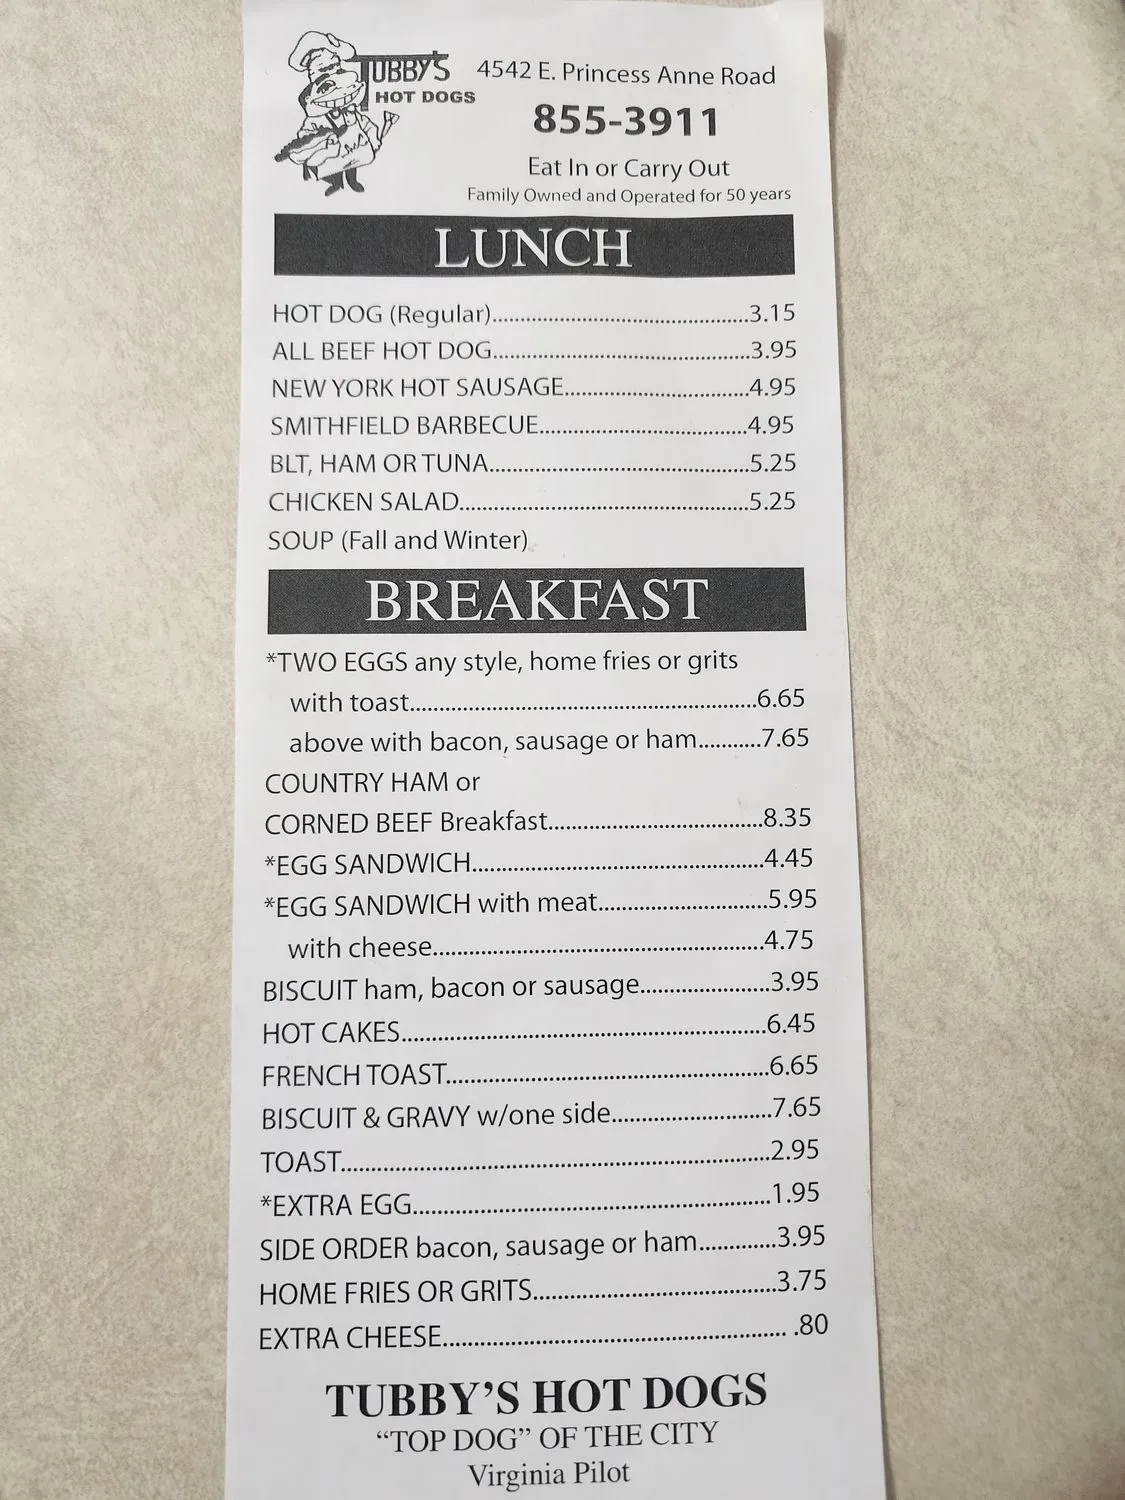 TUBBY'S
HOT DOGS
4542 E. Princess Anne Road
855-3911
Eat In or Carry Out
Family Owned and Operated for 50 years
LUNCH
HOT DOG (Regular)..........3.15
ALL BEEF HOT DOG..........3.95
NEW YORK HOT SAUSAGE..........4.95
SMITHFIELD BARBECUE..........4.95
BLT, HAM OR TUNA..........5.25
CHICKEN SALAD..........5.25
SOUP (Fall and Winter)
BREAKFAST
*TWO EGGS any style, home fries or grits
with toast..........6.65
above with bacon, sausage or ham..........7.65
COUNTRY HAM or
CORNED BEEF Breakfast..........8.35
*EGG SANDWICH..........4.45
*EGG SANDWICH with meat..........5.95
with cheese..........4.75
BISCUIT ham, bacon or sausage..........3.95
HOT CAKES..........6.45
FRENCH TOAST..........6.65
BISCUIT & GRAVY w/one side..........7.65
TOAST..........2.95
*EXTRA EGG..........1.95
SIDE ORDER bacon, sausage or ham..........3.95
HOME FRIES OR GRITS..........3.75
EXTRA CHEESE.......... .80
TUBBY'S HOT DOGS
"TOP DOG" OF THE CITY
Virginia Pilot